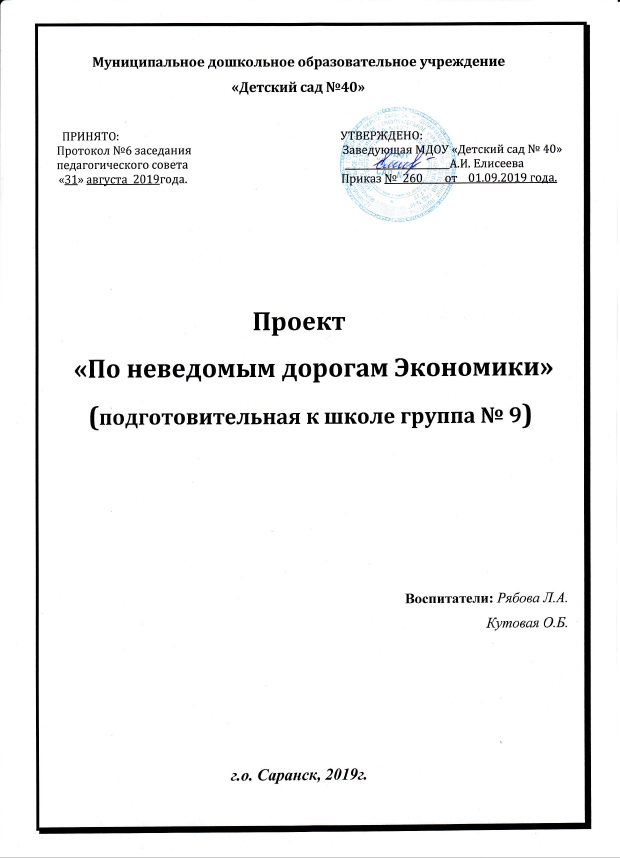 Муниципальное дошкольное образовательное учреждение
«Детский сад №40»
ПРИНЯТО:
Протокол №6 заседания
педагогического совета
«31» августа 2019года.
УТВЕРЖДЕНО:
Заведующая МДОУ «Детский сад № 40»
А.И. Елисеева
Приказ № 260 от 01.09.2019 года.
Проект
«По неведомым дорогам Экономики»
(подготовительная к школе группа № 9)
Воспитатели: Рябова Л.А.
Кутовая О.Б.
г.о. Саранск, 2019г.